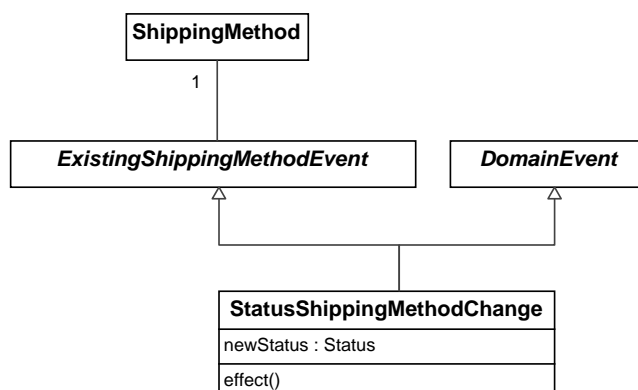 ShippingMethod
1
ExistingShippingMethodEvent
DomainEvent
StatusShippingMethodChange
newStatus : Status
effect()